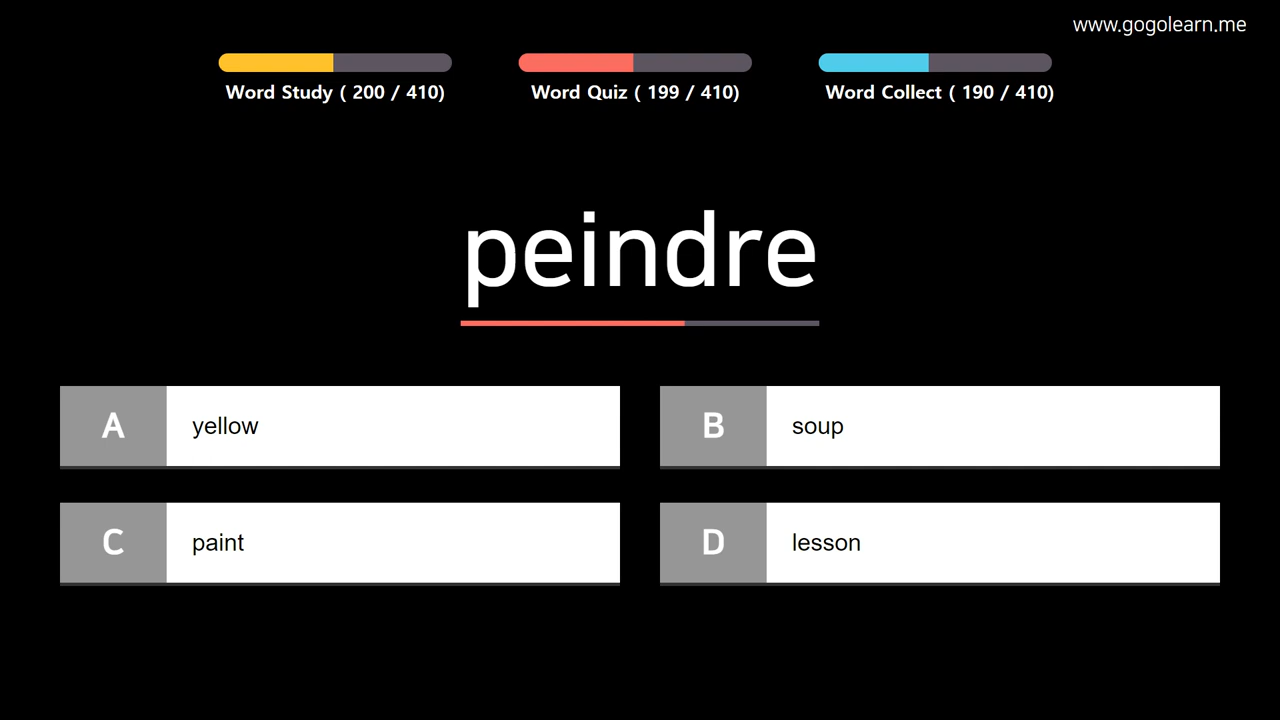 www.gogolearn.me
Word Study ( 200 / 410)
Word Quiz ( 199 / 410)
Word Collect ( 190 / 410)
peindre
A yellow
B soup
C paint
D lesson